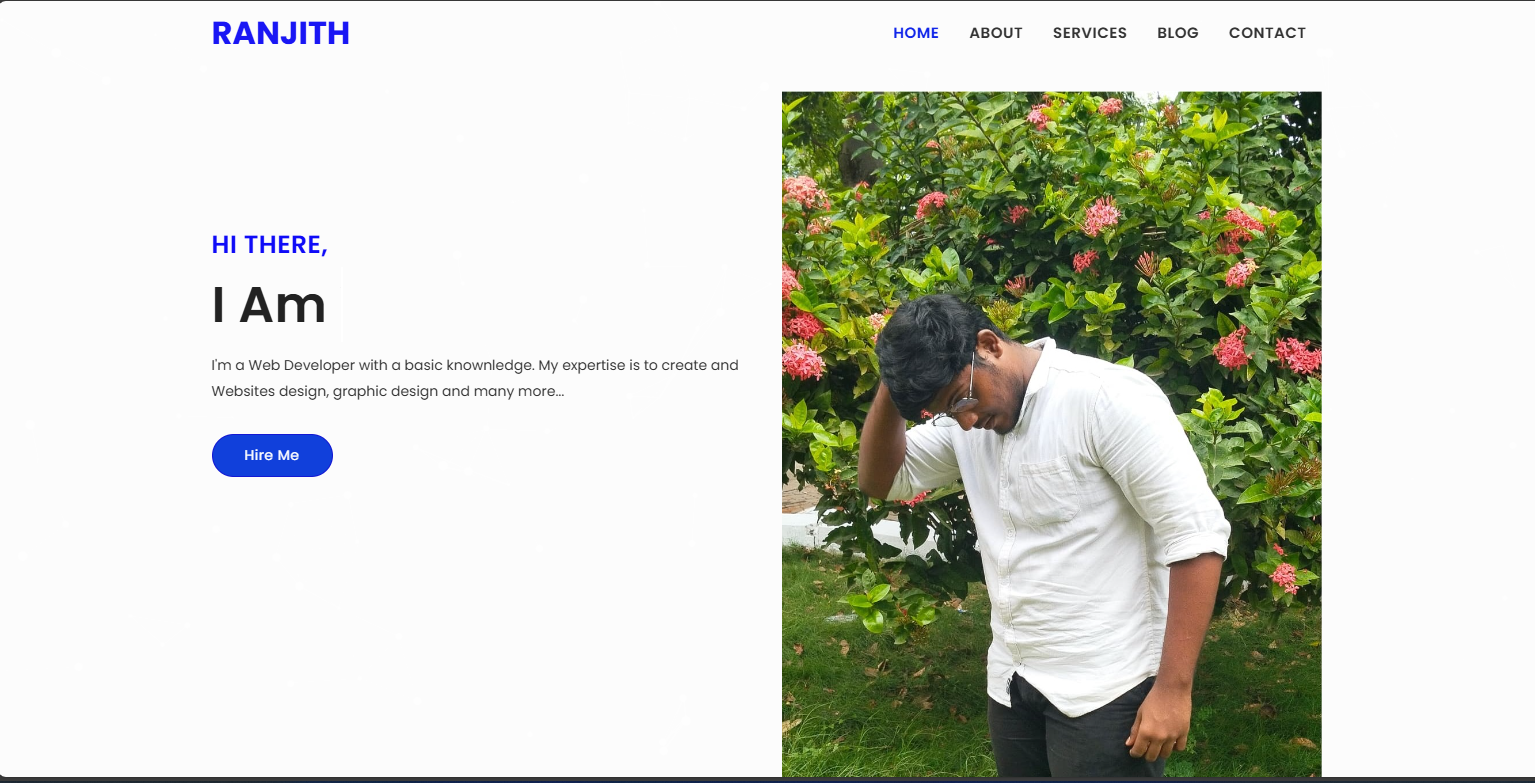 RANJITH
HOME ABOUT SERVICES BLOG CONTACT
HI THERE,
I Am
I'm a Web Developer with a basic knownledge. My expertise is to create and
Websites design, graphic design and many more...
Hire Me